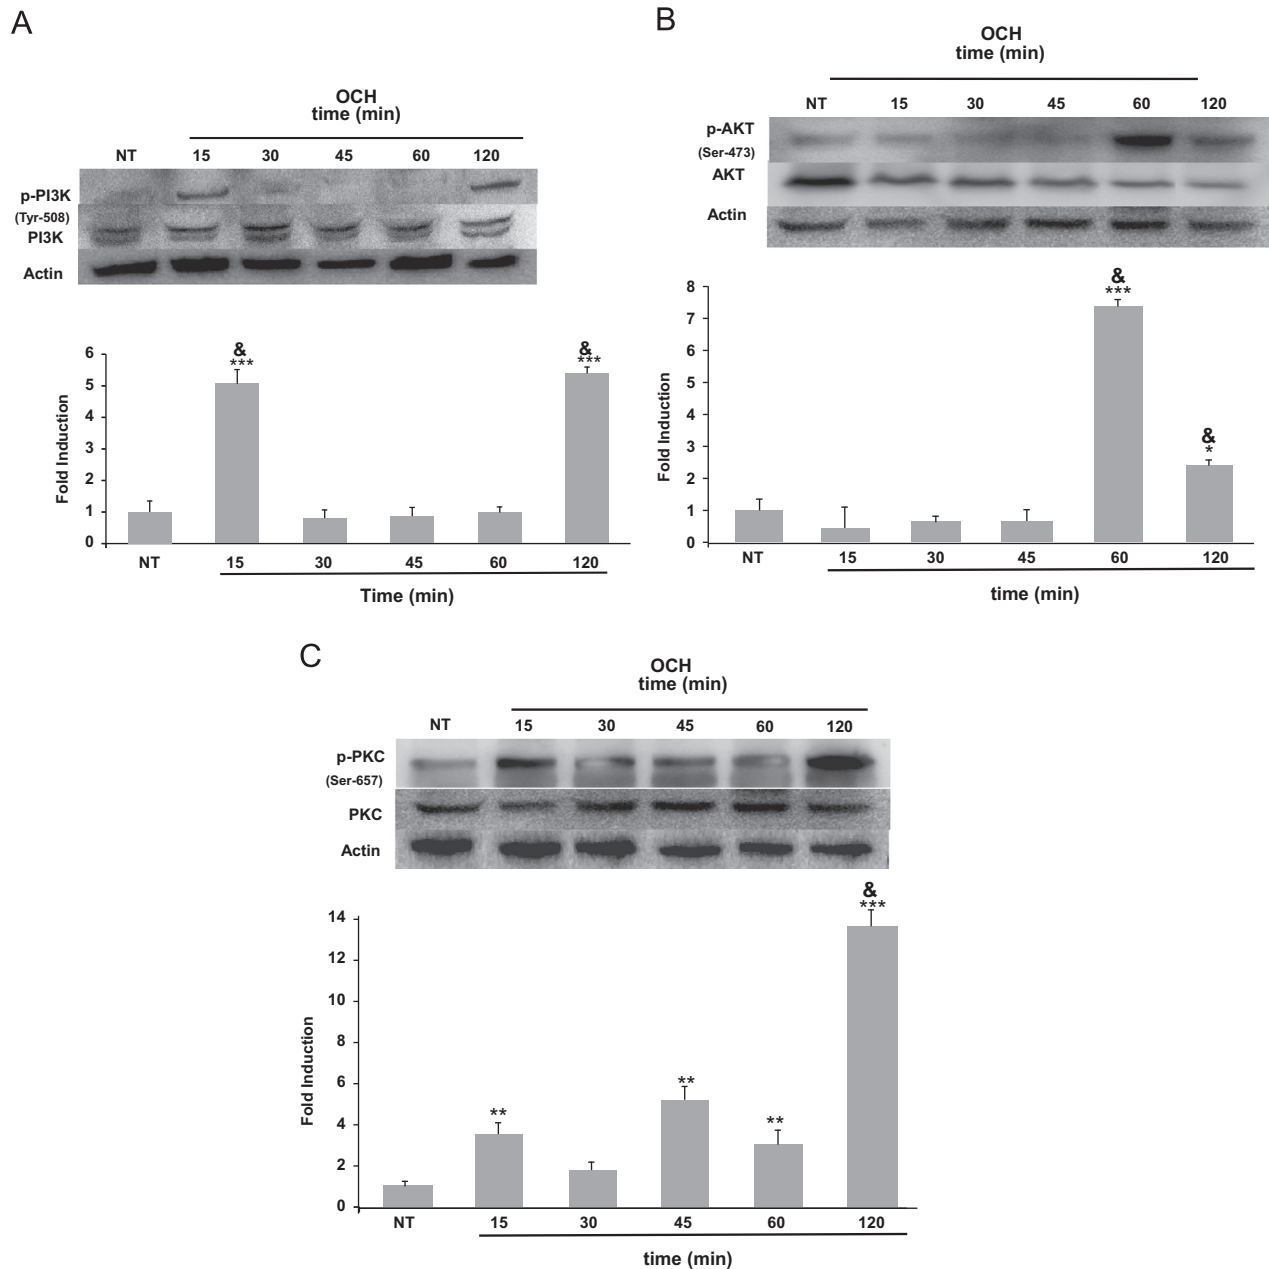 A
OCH
time (min)
NT 15 30 45 60 120
p-PI3K
(Tyr-508)
PI3K
Actin
6
5
4
3
2
1
0
Fold Induction
&
***
&
***
NT 15 30 45 60 120
Time (min)
B
OCH
time (min)
NT 15 30 45 60 120
p-AKT
(Ser-473)
AKT
Actin
8
7
6
5
4
3
2
1
0
Fold Induction
&
***
&
*
NT 15 30 45 60 120
time (min)
C
OCH
time (min)
NT 15 30 45 60 120
p-PKC
(Ser-657)
PKC
Actin
14
12
10
8
6
4
2
0
Fold Induction
**
**
**
&
***
NT 15 30 45 60 120
time (min)